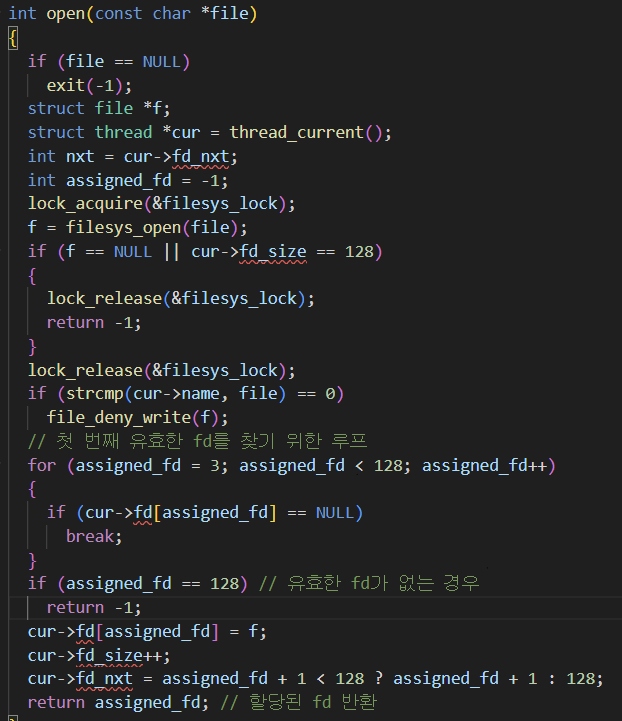 int open(const char *file)
{
  if (file == NULL)
    exit(-1);
  struct file *f;
  struct thread *cur = thread_current();
  int nxt = cur->fd_nxt;
  int assigned_fd = -1;
  lock_acquire(&filesys_lock);
  f = filesys_open(file);
  if (f == NULL || cur->fd_size == 128)
  {
    lock_release(&filesys_lock);
    return -1;
  }
  lock_release(&filesys_lock);
  if (strcmp(cur->name, file) == 0)
    file_deny_write(f);
  // 첫 번째 유효한 fd를 찾기 위한 루프
  for (assigned_fd = 3; assigned_fd < 128; assigned_fd++)
  {
    if (cur->fd[assigned_fd] == NULL)
      break;
  }
  if (assigned_fd == 128) // 유효한 fd가 없는 경우
    return -1;
  cur->fd[assigned_fd] = f;
  cur->fd_size++;
  cur->fd_nxt = assigned_fd + 1 < 128 ? assigned_fd + 1 : 128;
  return assigned_fd; // 할당된 fd 반환